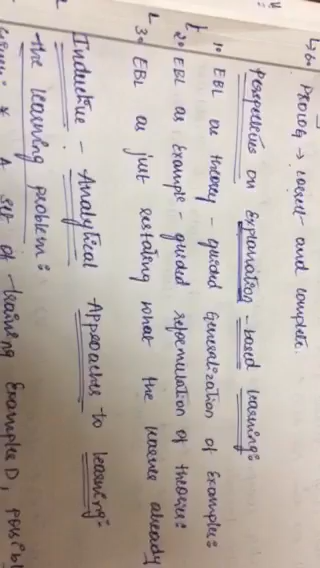 Prolog → correct and complete.
Perspectives on Explanation-based learning:
1. EBL as theory - guided Generalization of Examples:
2. EBL as Example - guided reformulation of theories:
3. EBL as just restating what the learner already
Inductive - Analytical Approaches to learning:
the learning problem:
* A set of training Examples D, possibl